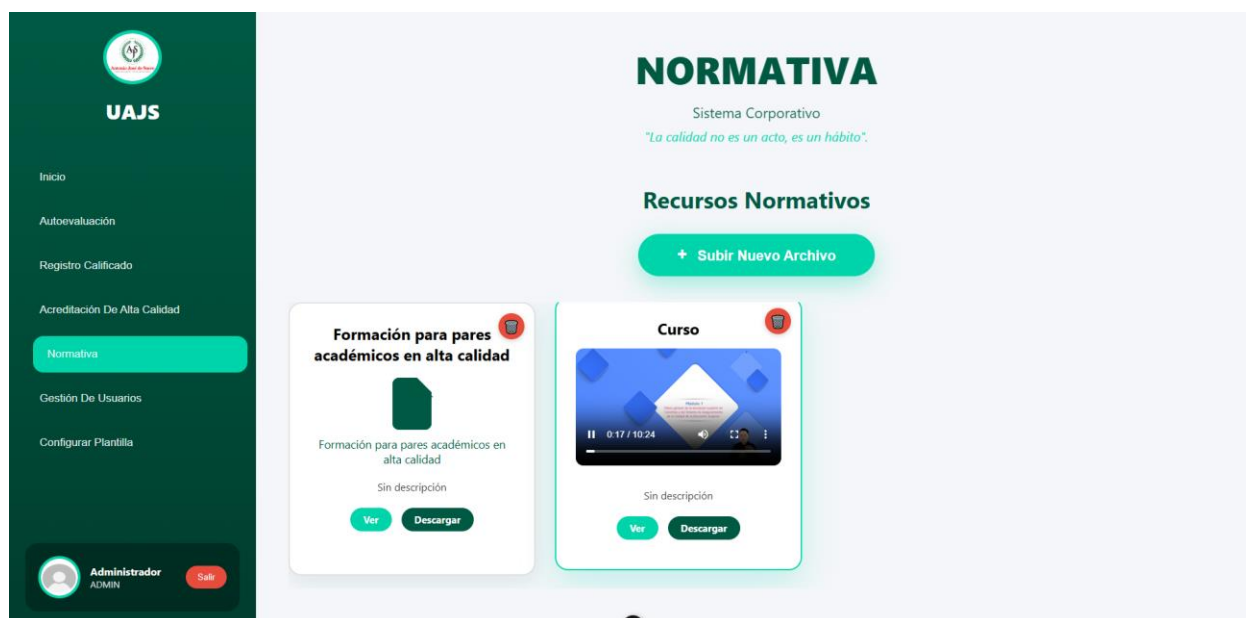 UAJS
Inicio
Autoevaluación
Registro Calificado
Acreditación De Alta Calidad
Normativa
Gestión De Usuarios
Configurar Plantilla
Administrador
ADMIN
Salir
NORMATIVA
Sistema Corporativo
"La calidad no es un acto, es un hábito".
Recursos Normativos
+ Subir Nuevo Archivo
Formación para pares
académicos en alta calidad
Formación para pares académicos en
alta calidad
Sin descripción
Ver
Descargar
Curso
0:17 / 10:24
Sin descripción
Ver
Descargar